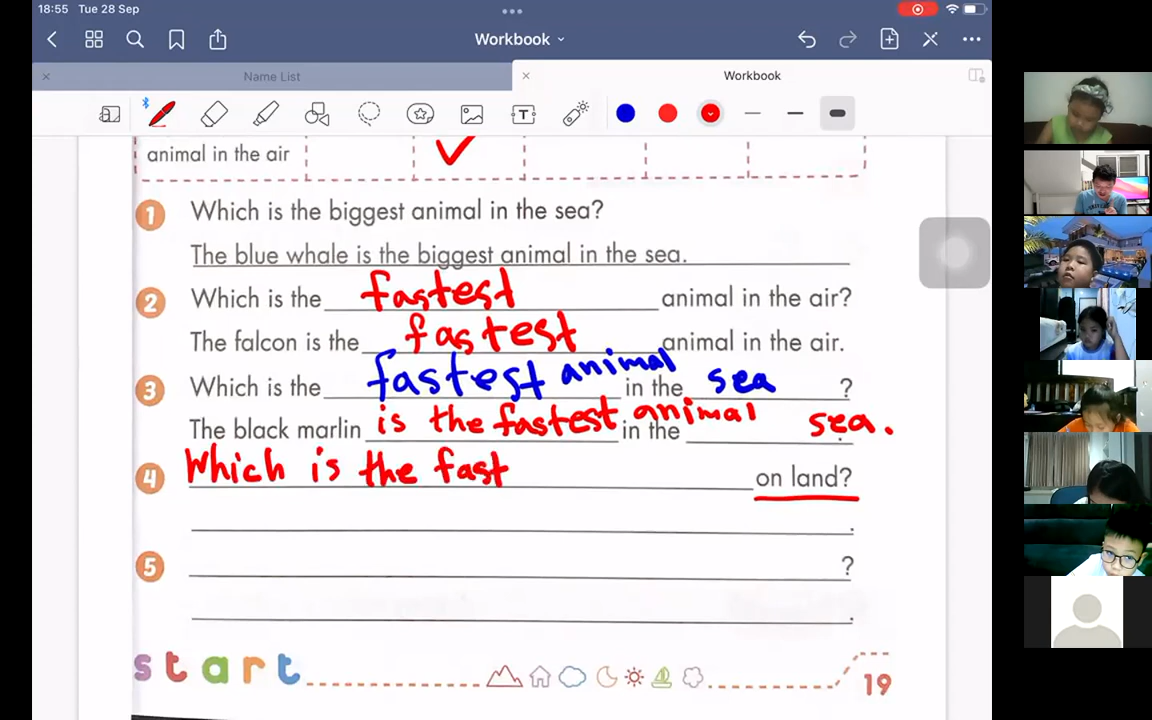 18:55 Tue 28 Sep
Workbook
Name List
Workbook
animal in the air
1 Which is the biggest animal in the sea?
The blue whale is the biggest animal in the sea.
2 Which is the fastest animal in the air?
The falcon is the fastest animal in the air.
3 Which is the fastest animal in the sea ?
The black marlin is the fastest animal in the sea.
4 Which is the fast on land?
.
5 ?
.
start 19